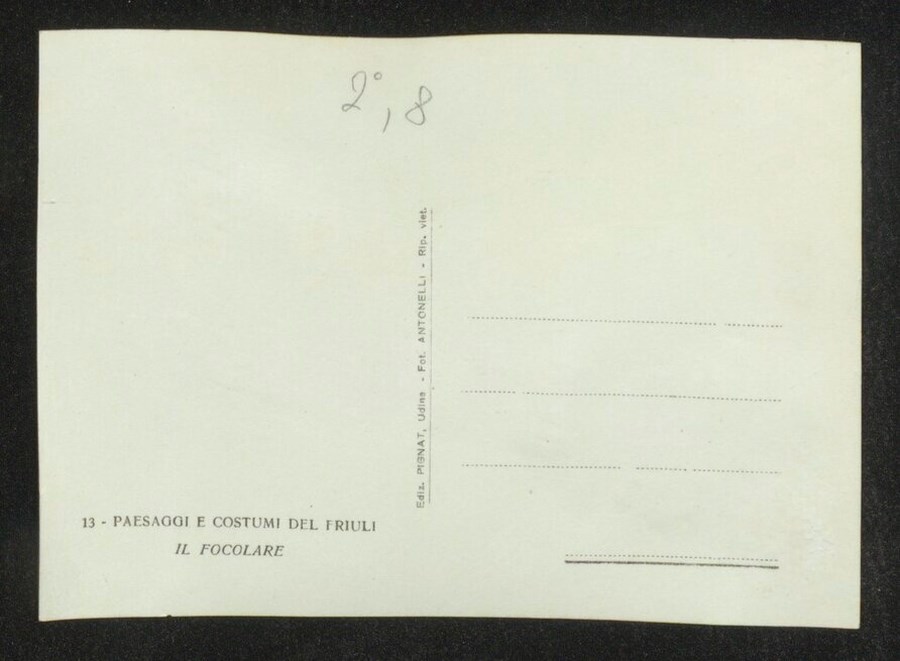 2°, 8
Ediz. PIGNAT, Udine - Fot. ANTONELLI - Rip. viet.
13 - PAESAGGI E COSTUMI DEL FRIULI
IL FOCOLARE